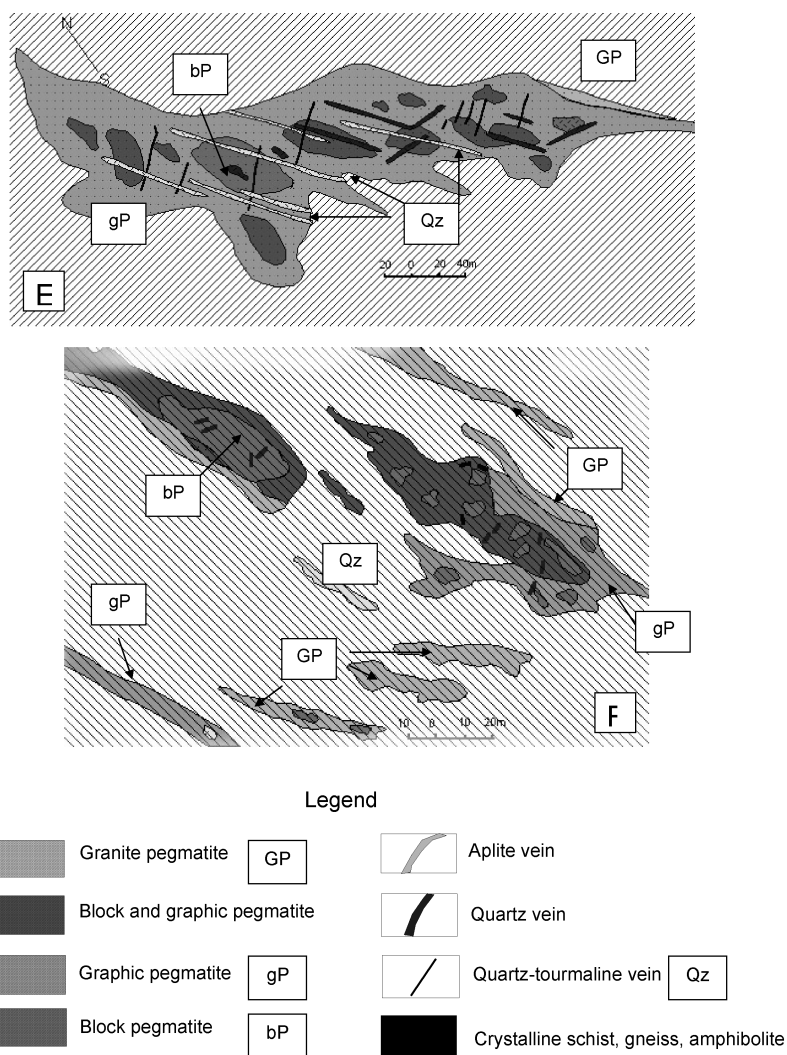 N
S
bP
GP
gP
Qz
20 0 20 40m
E
bP
GP
Qz
gP
gP
GP
F
10 0 10 20m
Legend
Granite pegmatite GP
Aplite vein
Block and graphic pegmatite
Quartz vein
Graphic pegmatite gP
Quartz-tourmaline vein Qz
Block pegmatite bP
Crystalline schist, gneiss, amphibolite